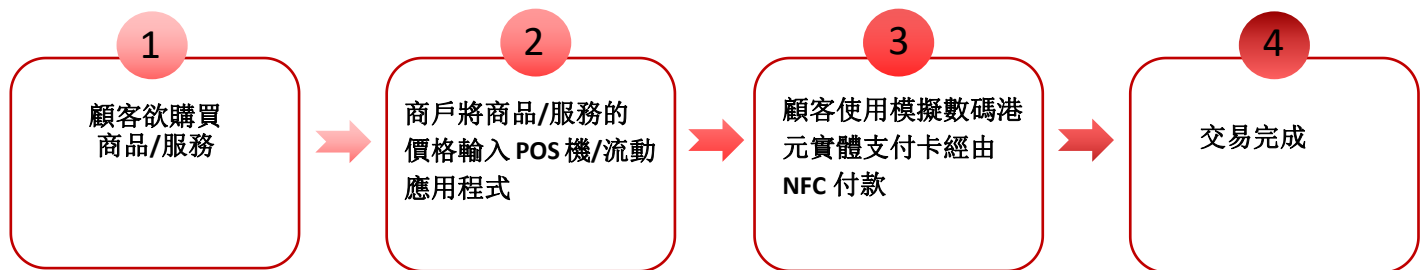 1
顧客欲購買
商品/服務
2
商戶將商品/服務的
價格輸入 POS 機/流動
應用程式
3
顧客使用模擬數碼港
元實體支付卡經由
NFC 付款
4
交易完成